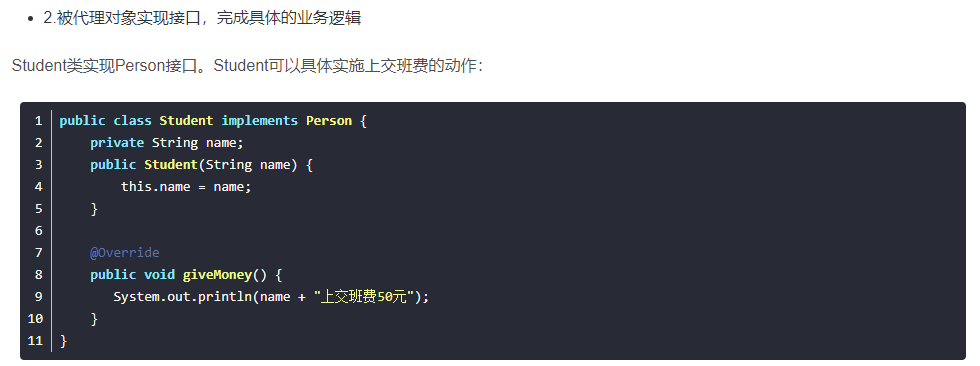 • 2.被代理对象实现接口，完成具体的业务逻辑
Student类实现Person接口。Student可以具体实施上交班费的动作：
1 public class Student implements Person {
2     private String name;
3     public Student(String name) {
4         this.name = name;
5     }
6
7     @Override
8     public void giveMoney() {
9        System.out.println(name + "上交班费50元");
10     }
11 }